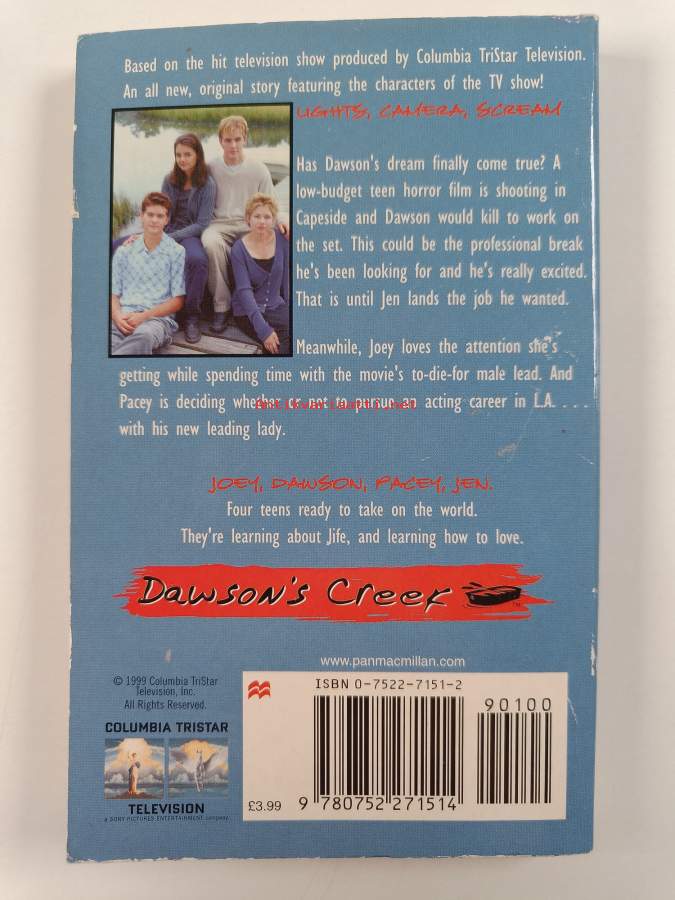 Based on the hit television show produced by Columbia TriStar Television.
An all new, original story featuring the characters of the TV show!
LIGHTS, CAMERA, SCREAM
Has Dawson's dream finally come true? A
low-budget teen horror film is shooting in
Capeside and Dawson would kill to work on
the set. This could be the professional break
he's been looking for and he's really excited.
That is until Jen lands the job he wanted.
Meanwhile, Joey loves the attention she's
getting while spending time with the movie's to-die-for male lead. And
Pacey is deciding whether or not to pursue an acting career in L.A. . . .
Antikvariaatti.net
with his new leading lady.
JOEY, DAWSON, PACEY, JEN.
Four teens ready to take on the world.
They're learning about life, and learning how to love.
Dawson's Creek
TM
www.panmacmillan.com
© 1999 Columbia TriStar
Television, Inc.
All Rights Reserved.
COLUMBIA TRISTAR
TELEVISION
a SONY PICTURES ENTERTAINMENT company
ISBN 0-7522-7151-2
90100
£3.99
9 780752 271514